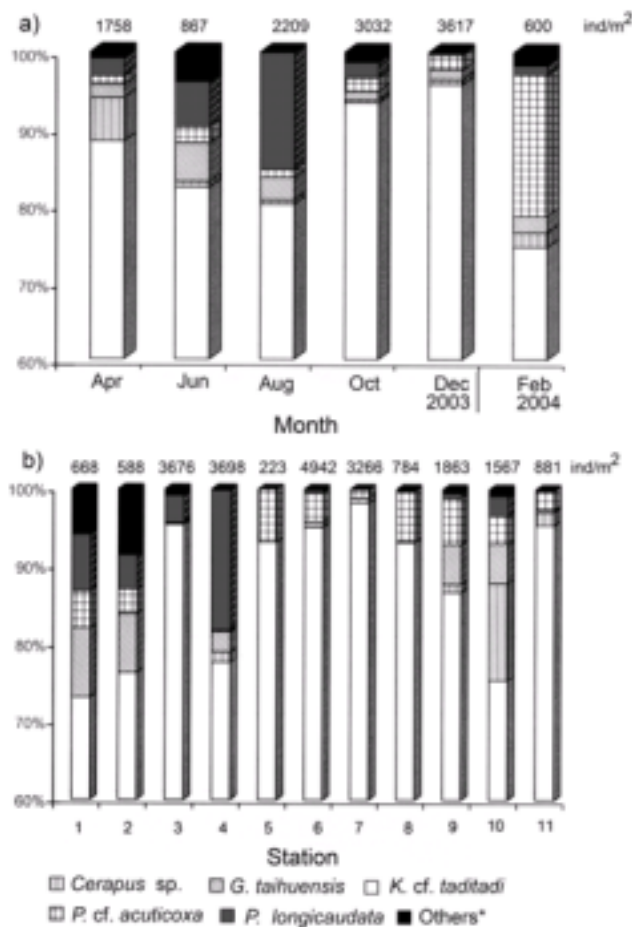 a) 1758 867 2209 3032 3617 600 ind/m²
100%
90%
80%
70%
60%
Apr Jun Aug Oct Dec Feb
2003 2004
Month
b) 668 588 3676 3698 223 4942 3266 784 1863 1567 881 ind/m²
100%
90%
80%
70%
60%
1 2 3 4 5 6 7 8 9 10 11
Station
Cerapus sp. G. taihuensis K. cf. taditadi
P. cf. acuticoxa P. longicaudata Others*